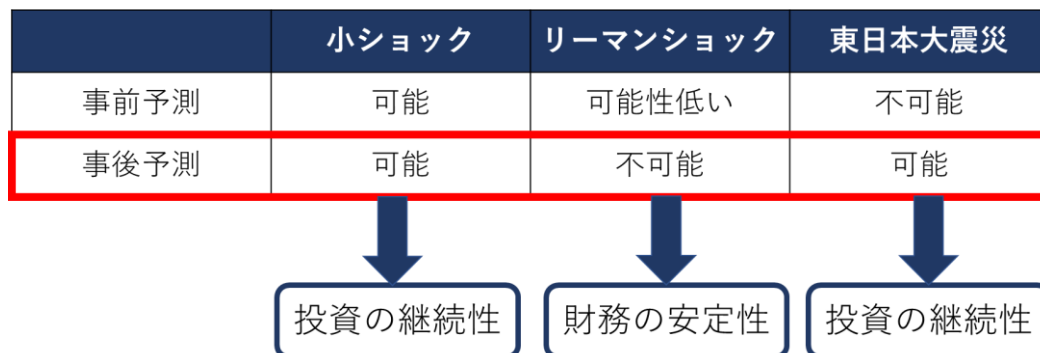 小ショック リーマンショック 東日本大震災
事前予測 可能 可能性低い 不可能
事後予測 可能 不可能 可能
投資の継続性 財務の安定性 投資の継続性